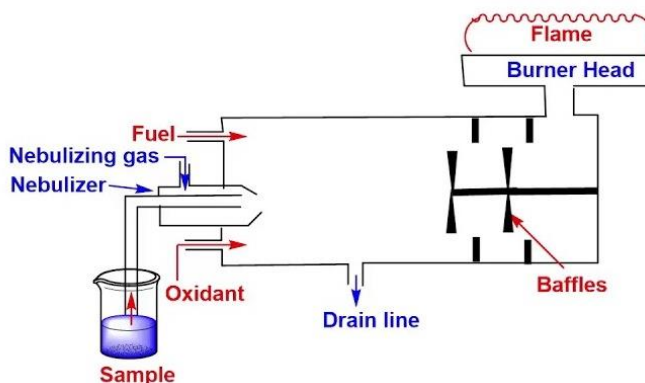 Flame
Burner Head
Fuel
Nebulizing gas
Nebulizer
Oxidant
Baffles
Drain line
Sample